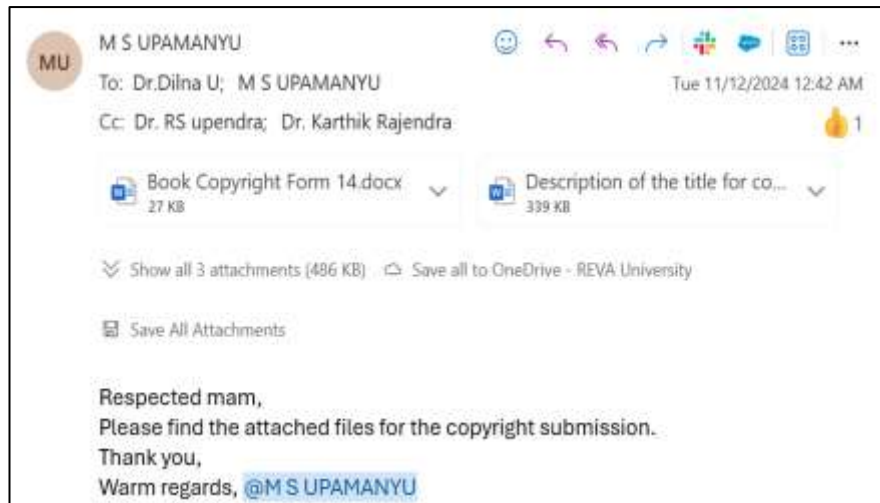 MU
M S UPAMANYU
To: Dr.Dilna U; M S UPAMANYU
Tue 11/12/2024 12:42 AM
Cc: Dr. RS upendra; Dr. Karthik Rajendra
1
Book Copyright Form 14.docx
27 KB
Description of the title for co...
339 KB
Show all 3 attachments (486 KB) Save all to OneDrive - REVA University
Save All Attachments
Respected mam,
Please find the attached files for the copyright submission.
Thank you,
Warm regards, @M S UPAMANYU